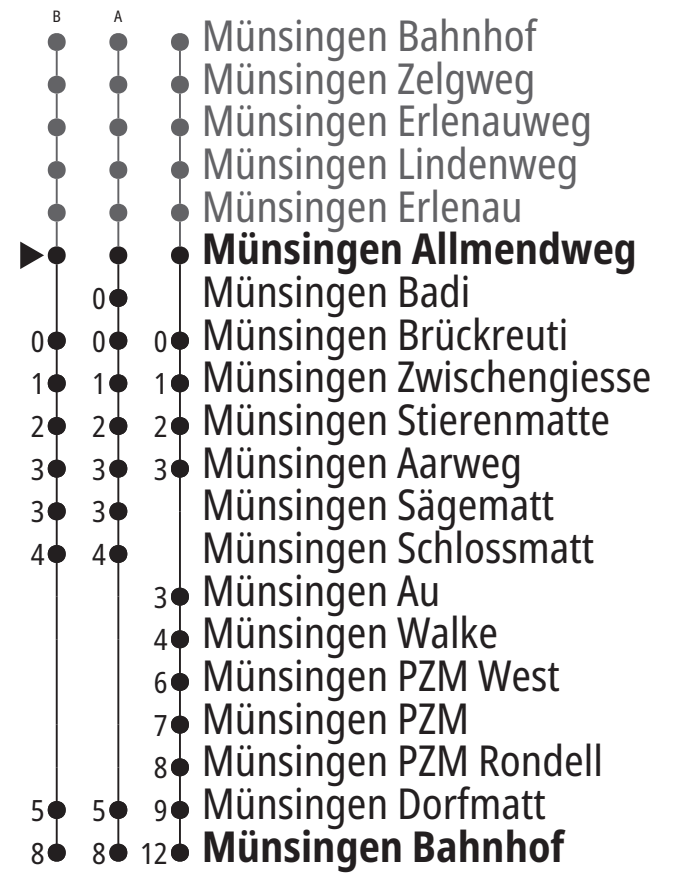 B A
Münsingen Bahnhof
Münsingen Zelgweg
Münsingen Erlenauweg
Münsingen Lindenweg
Münsingen Erlenau
Münsingen Allmendweg
0 Münsingen Badi
0 0 0 Münsingen Brückreuti
1 1 1 Münsingen Zwischengiesse
2 2 2 Münsingen Stierenmatte
3 3 3 Münsingen Aarweg
3 3 Münsingen Sägematt
4 4 Münsingen Schlossmatt
3 Münsingen Au
4 Münsingen Walke
6 Münsingen PZM West
7 Münsingen PZM
8 Münsingen PZM Rondell
5 5 9 Münsingen Dorfmatt
8 8 12 Münsingen Bahnhof